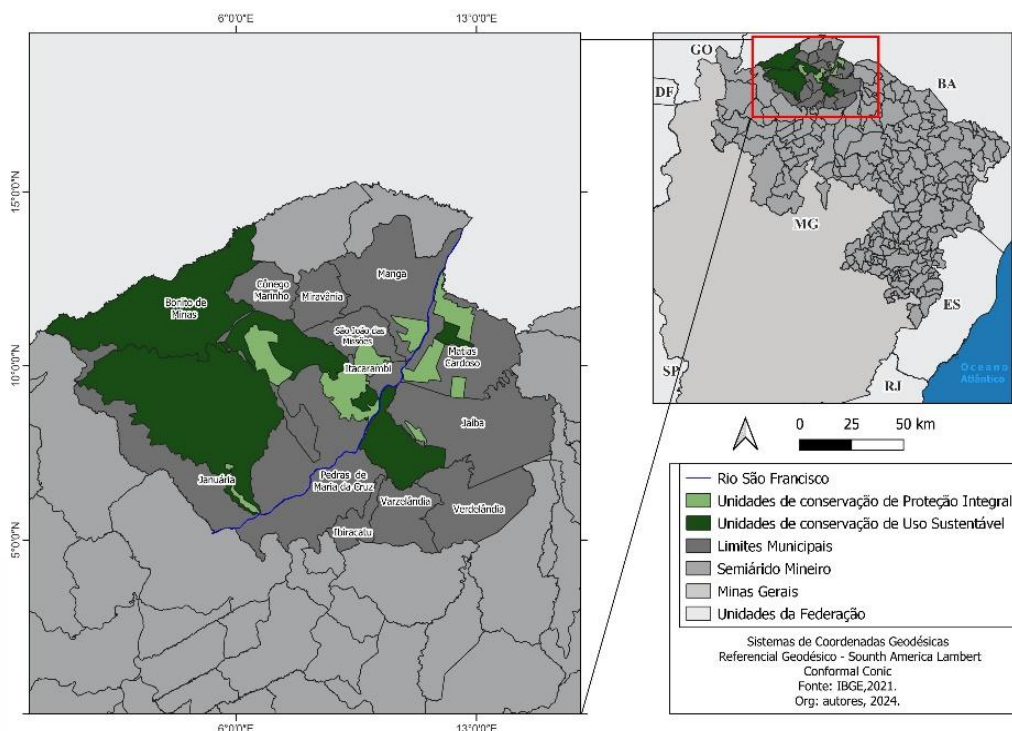 6°0'0"E
13°0'0"E
15°0'0"N
10°0'0"N
5°0'0"N
Bonito de
Minas
Cônego
Marinho
Miravânia
Manga
São João das
Missões
Itacarambi
Matias
Cardoso
Jaíba
Januária
Pedras de
Maria da Cruz
Varzelândia
Verdelândia
Ibiracatu
6°0'0"E
13°0'0"E
GO
DF
BA
MG
ES
SP
RJ
Oceano
Atlântico
0 25 50 km
Rio São Francisco
Unidades de conservação de Proteção Integral
Unidades de conservação de Uso Sustentável
Limites Municipais
Semiárido Mineiro
Minas Gerais
Unidades da Federação
Sistemas de Coordenadas Geodésicas
Referencial Geodésico - Sounth America Lambert
Conformal Conic
Fonte: IBGE,2021.
Org: autores, 2024.